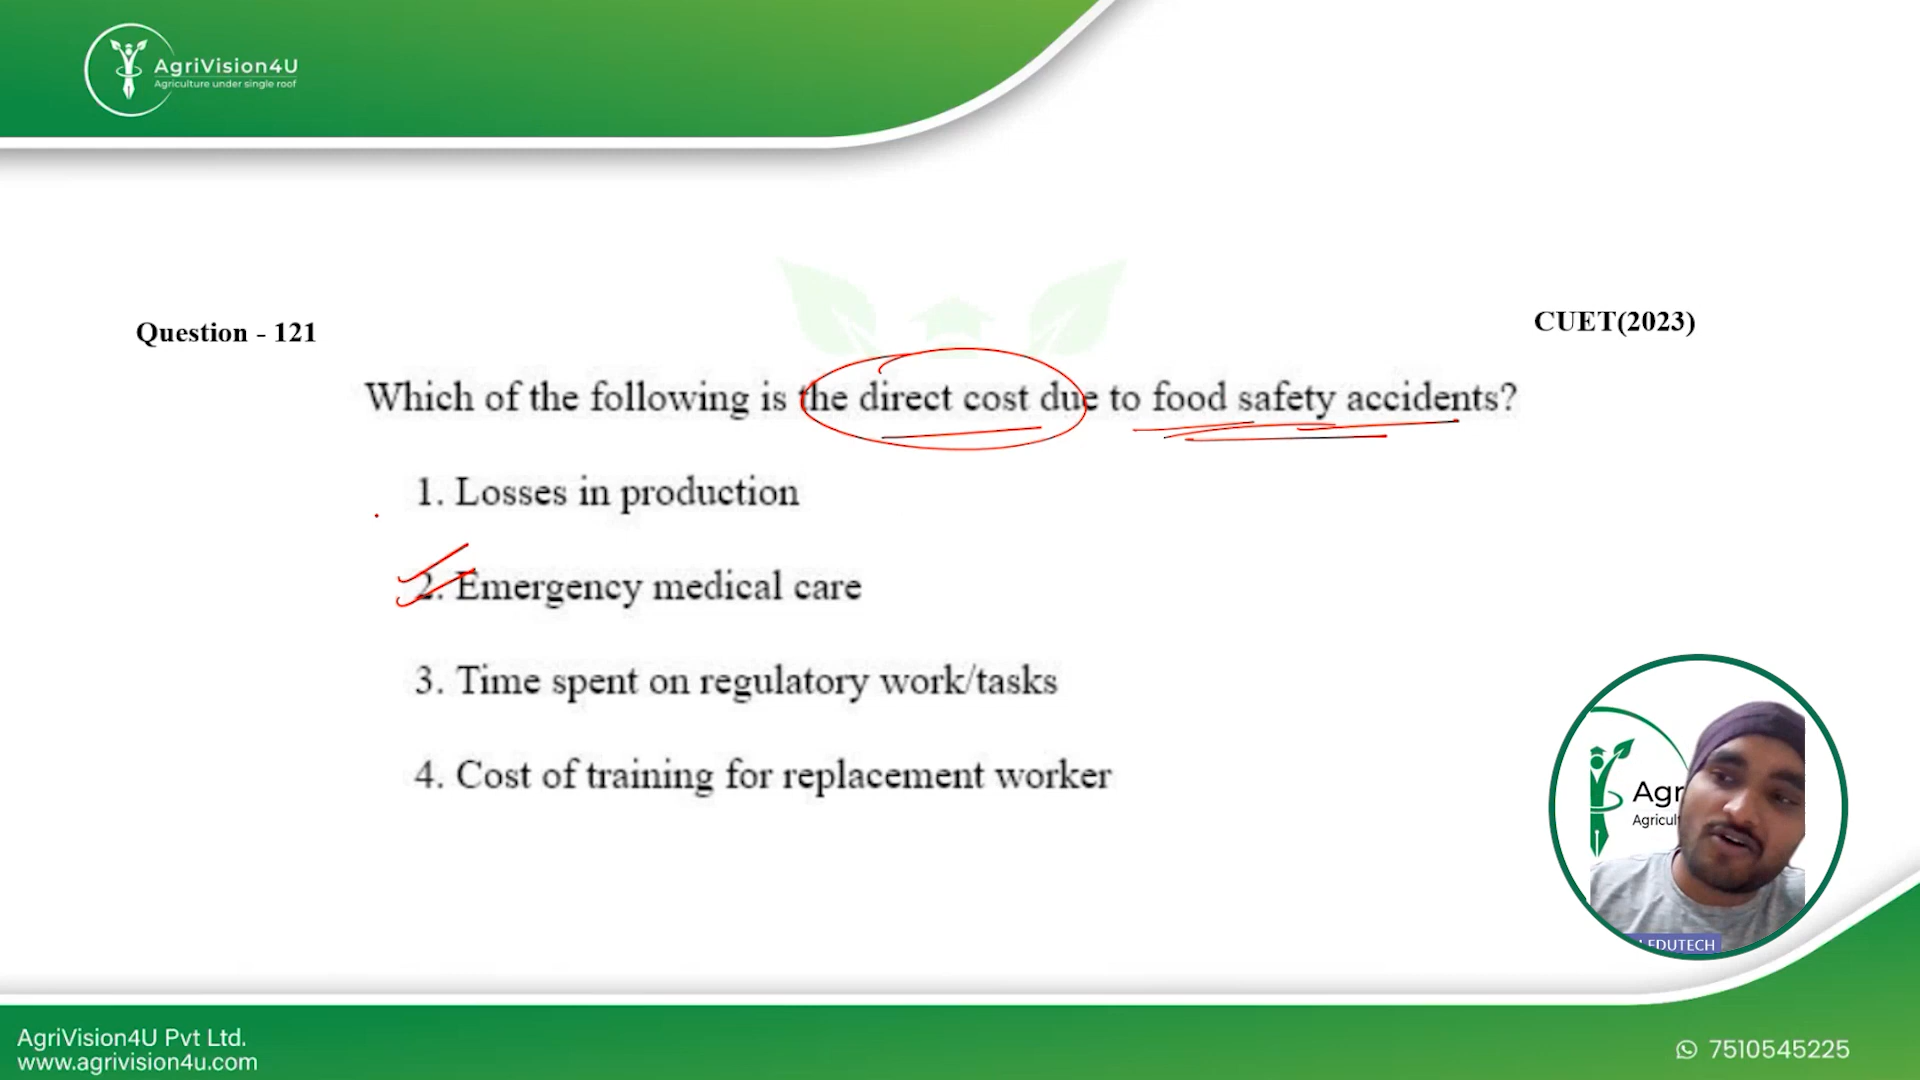 AgriVision4U
Agriculture under single roof
Question - 121
CUET(2023)
Which of the following is the direct cost due to food safety accidents?
1. Losses in production
2. Emergency medical care
3. Time spent on regulatory work/tasks
4. Cost of training for replacement worker
Agr
Agricult
EDUTECH
AgriVision4U Pvt Ltd.
www.agrivision4u.com
7510545225